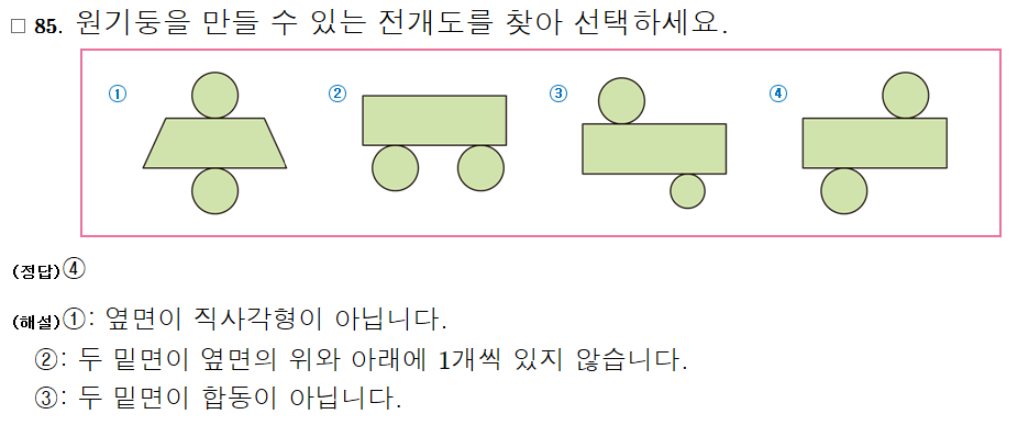 □ 85. 원기둥을 만들 수 있는 전개도를 찾아 선택하세요.
① ② ③ ④
(정답)④
(해설)①: 옆면이 직사각형이 아닙니다.
②: 두 밑면이 옆면의 위와 아래에 1개씩 있지 않습니다.
③: 두 밑면이 합동이 아닙니다.